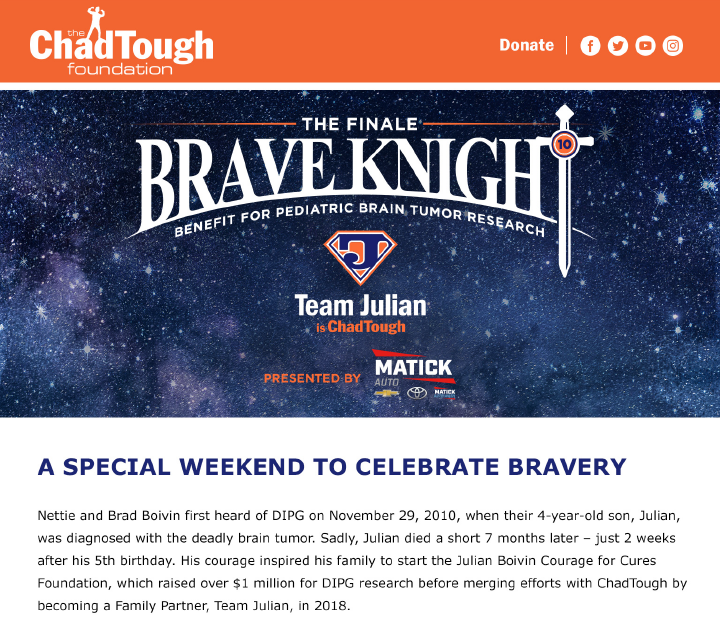 the
ChadTough
foundation
Donate
THE FINALE
BRAVE KNIGHT
10
BENEFIT FOR PEDIATRIC BRAIN TUMOR RESEARCH
J
Team Julian
is ChadTough
PRESENTED BY
MATICK
AUTO
MATICK
A SPECIAL WEEKEND TO CELEBRATE BRAVERY
Nettie and Brad Boivin first heard of DIPG on November 29, 2010, when their 4-year-old son, Julian,
was diagnosed with the deadly brain tumor. Sadly, Julian died a short 7 months later – just 2 weeks
after his 5th birthday. His courage inspired his family to start the Julian Boivin Courage for Cures
Foundation, which raised over $1 million for DIPG research before merging efforts with ChadTough by
becoming a Family Partner, Team Julian, in 2018.